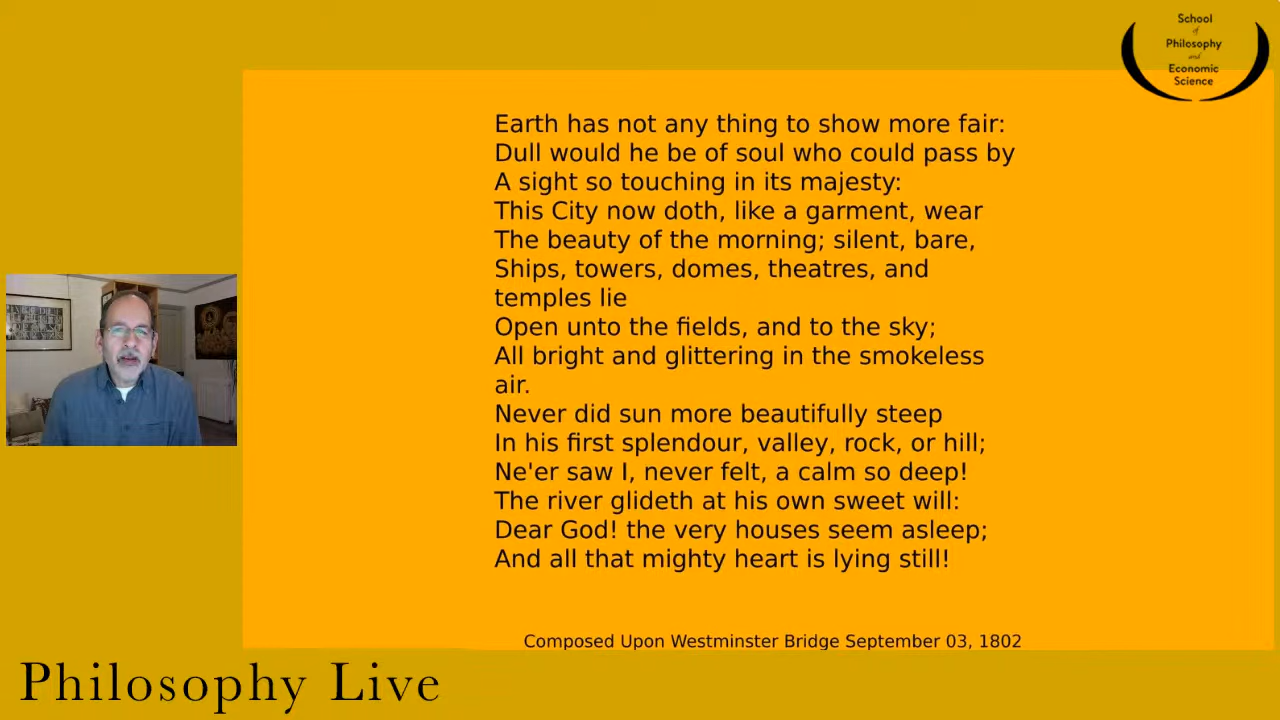 School
of
Philosophy
and
Economic
Science
Earth has not any thing to show more fair:
Dull would he be of soul who could pass by
A sight so touching in its majesty:
This City now doth, like a garment, wear
The beauty of the morning; silent, bare,
Ships, towers, domes, theatres, and
temples lie
Open unto the fields, and to the sky;
All bright and glittering in the smokeless
air.
Never did sun more beautifully steep
In his first splendour, valley, rock, or hill;
Ne'er saw I, never felt, a calm so deep!
The river glideth at his own sweet will:
Dear God! the very houses seem asleep;
And all that mighty heart is lying still!
Composed Upon Westminster Bridge September 03, 1802
Philosophy Live